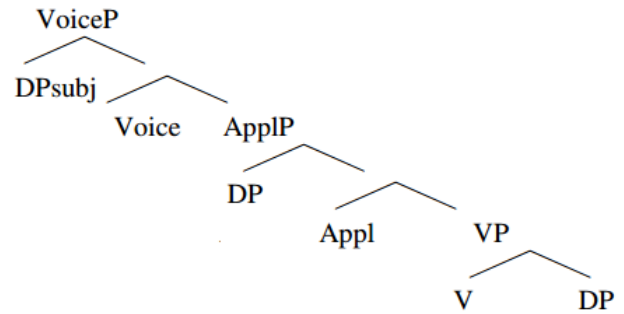 VoiceP
DPsubj
Voice ApplP
DP
Appl VP
V DP